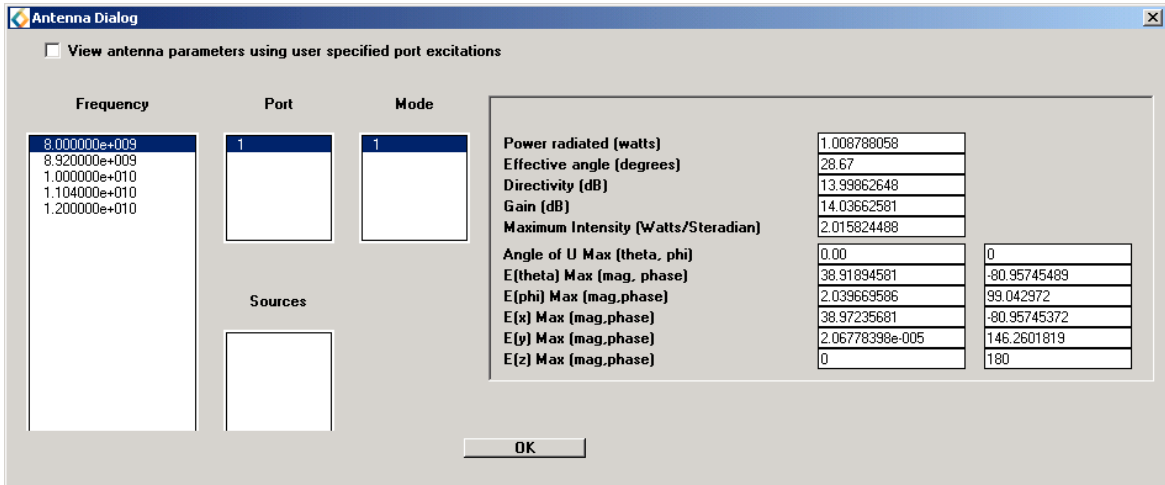 Antenna Dialog
View antenna parameters using user specified port excitations
Frequency Port Mode
8.000000e+009 1 1
8.920000e+009
1.000000e+010
1.104000e+010
1.200000e+010
Sources
Power radiated (watts) 1.008788058
Effective angle (degrees) 28.67
Directivity (dB) 13.99862648
Gain (dB) 14.03662581
Maximum Intensity (Watts/Steradian) 2.015824488
Angle of U Max (theta, phi) 0.00 0
E(theta) Max (mag, phase) 38.91894581 -80.95745489
E(phi) Max (mag,phase) 2.039669586 99.042972
E(x) Max (mag,phase) 38.97235681 -80.95745372
E(y) Max (mag,phase) 2.06778398e-005 146.2601819
E(z) Max (mag,phase) 0 180
OK